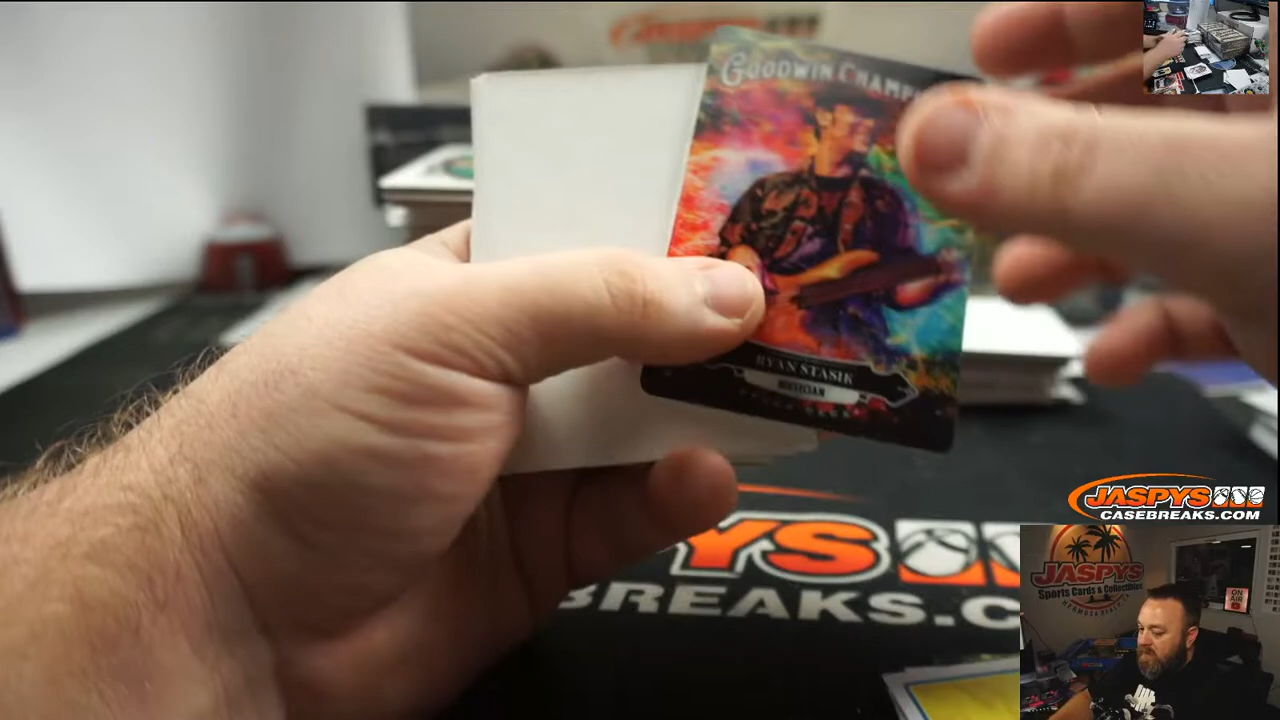 GOODWIN CHAMP
RYAN STASIK
MUSICIAN
JASPYS
CASEBREAKS.COM
YS
BREAKS.C
JASPYS
Sports Cards & Collectibles
ON
AIR